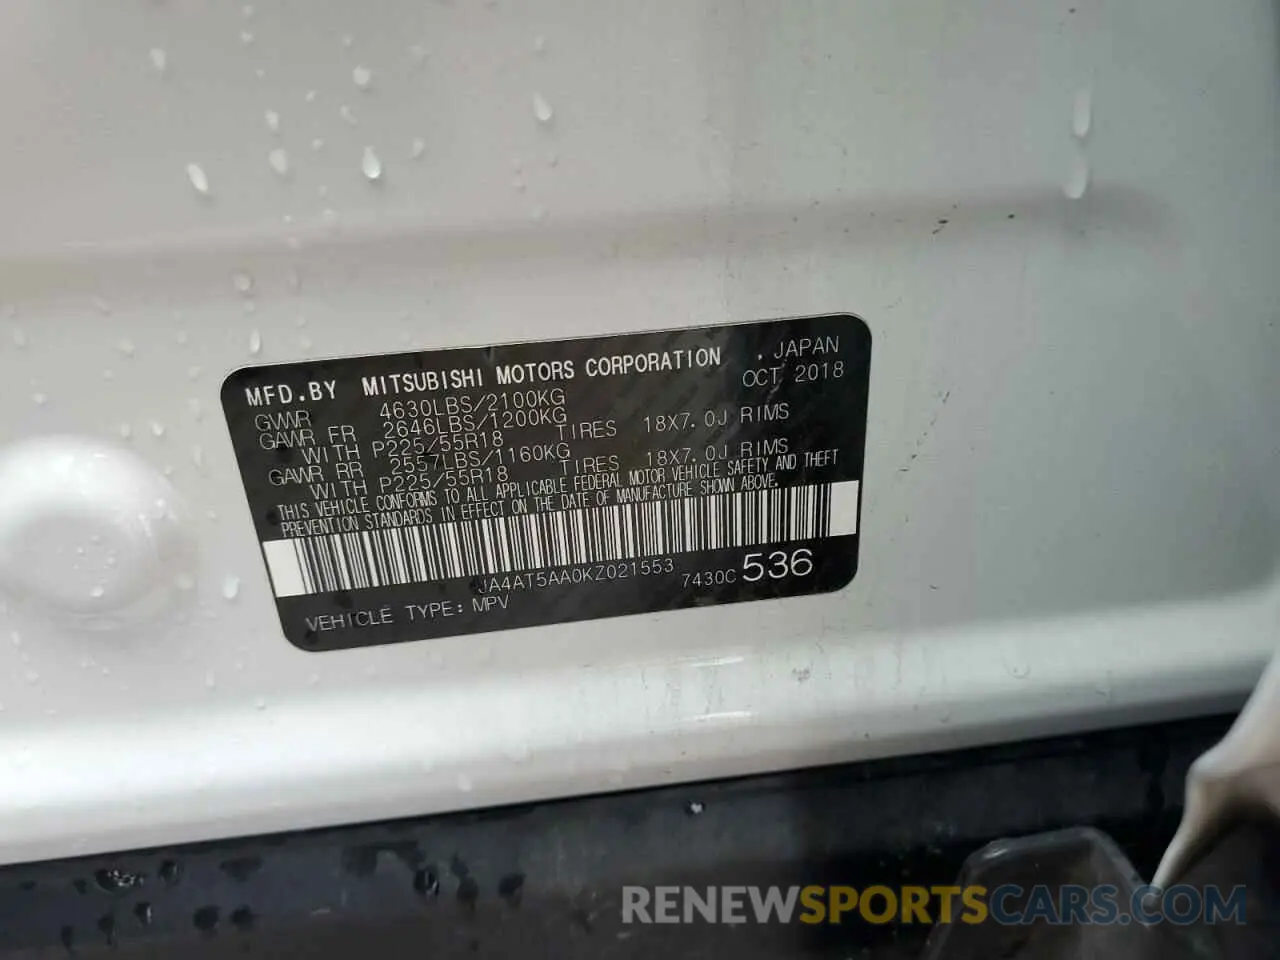 MFD.BY MITSUBISHI MOTORS CORPORATION . JAPAN
GVWR 4630LBS/2100KG OCT 2018
GAWR FR 2646LBS/1200KG
WITH P225/55R18 TIRES 18X7.0J RIMS
GAWR RR 2557LBS/1160KG
WITH P225/55R18 TIRES 18X7.0J RIMS
THIS VEHICLE CONFORMS TO ALL APPLICABLE FEDERAL MOTOR VEHICLE SAFETY AND THEFT
PREVENTION STANDARDS IN EFFECT ON THE DATE OF MANUFACTURE SHOWN ABOVE.
JA4AT5AA0KZ021553 7430C 536
VEHICLE TYPE: MPV
RENEWSPORTSCARS.COM